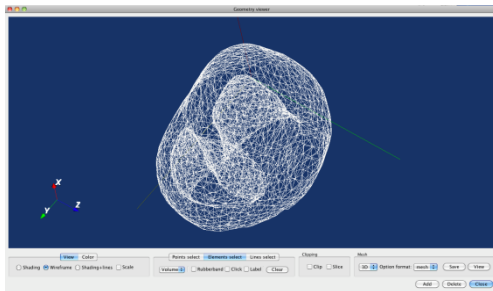 Geometry viewer
X
Y
Z
View Color
Shading Wireframe Shading+lines Scale
Points select Elements select Lines select
Volume Rubberband Click Label Clear
Clipping
Clip Slice
Mesh
3D Option format: mesh Save View
Add Delete Close